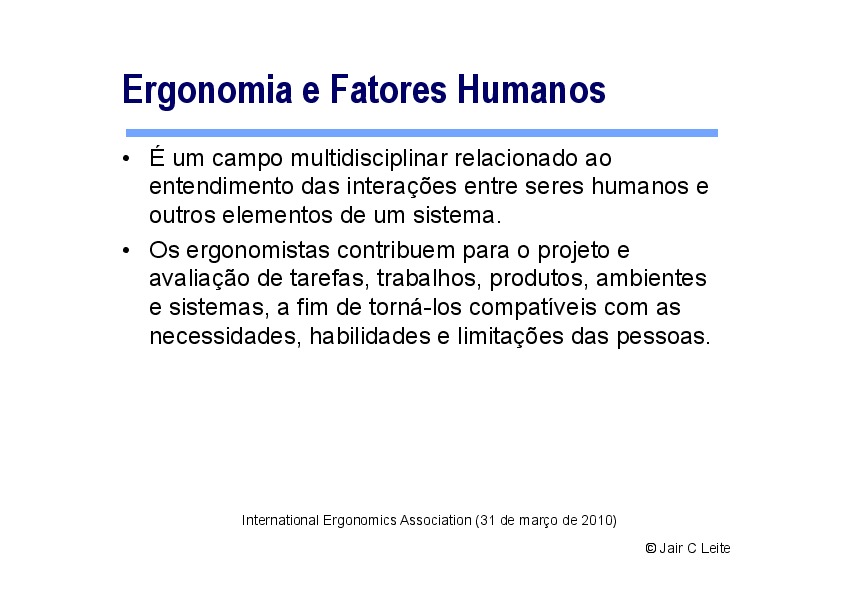 Ergonomia e Fatores Humanos
• É um campo multidisciplinar relacionado ao
entendimento das interações entre seres humanos e
outros elementos de um sistema.
• Os ergonomistas contribuem para o projeto e
avaliação de tarefas, trabalhos, produtos, ambientes
e sistemas, a fim de torná-los compatíveis com as
necessidades, habilidades e limitações das pessoas.
International Ergonomics Association (31 de março de 2010)
© Jair C Leite